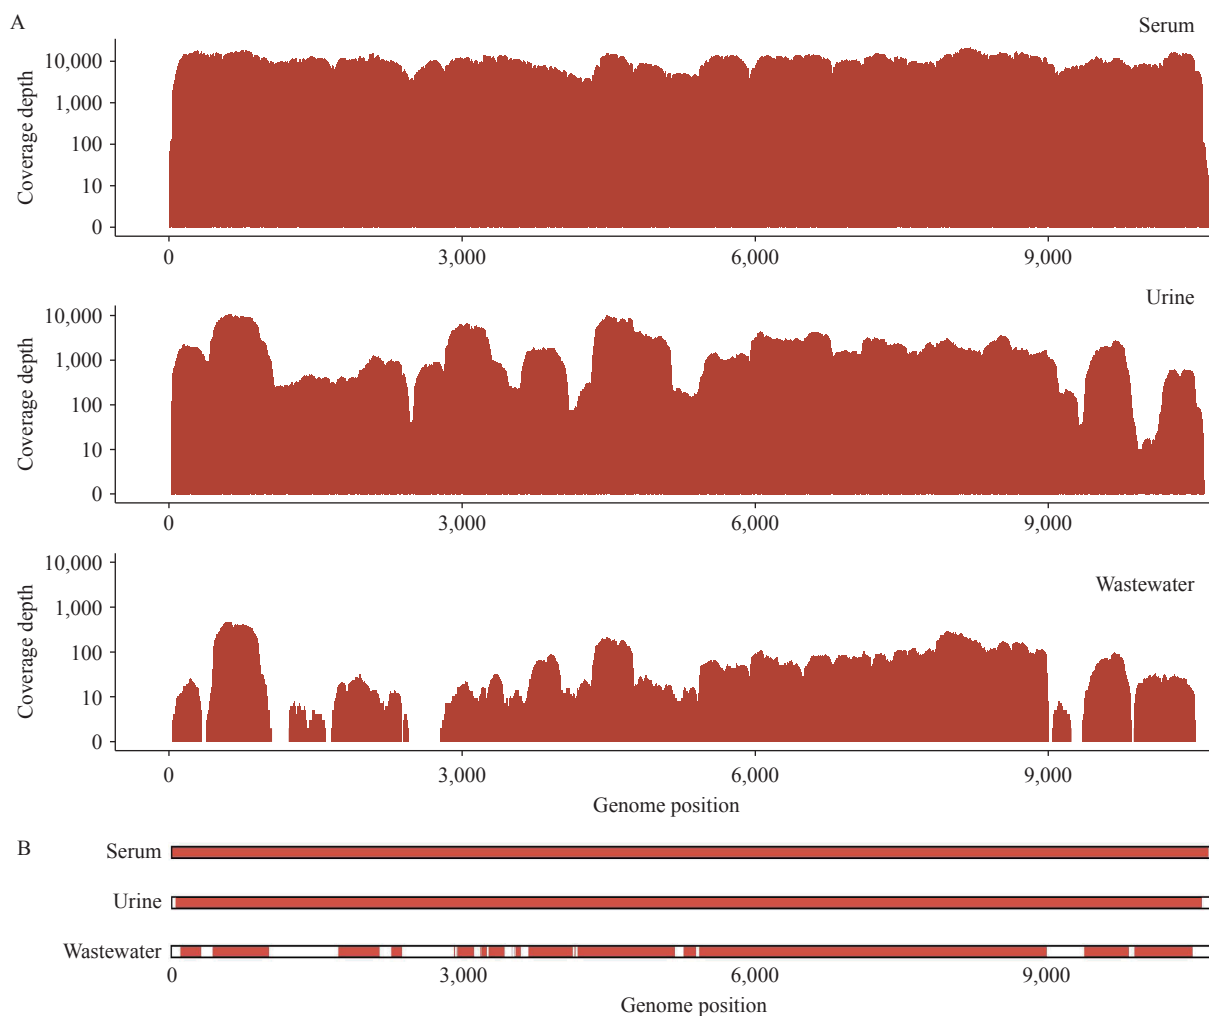 A
Serum
Coverage depth
10,000
1,000
100
10
0
0 3,000 6,000 9,000
Urine
Coverage depth
10,000
1,000
100
10
0
0 3,000 6,000 9,000
Wastewater
Coverage depth
10,000
1,000
100
10
0
0 3,000 6,000 9,000
Genome position
B
Serum
Urine
Wastewater
0 3,000 6,000 9,000
Genome position